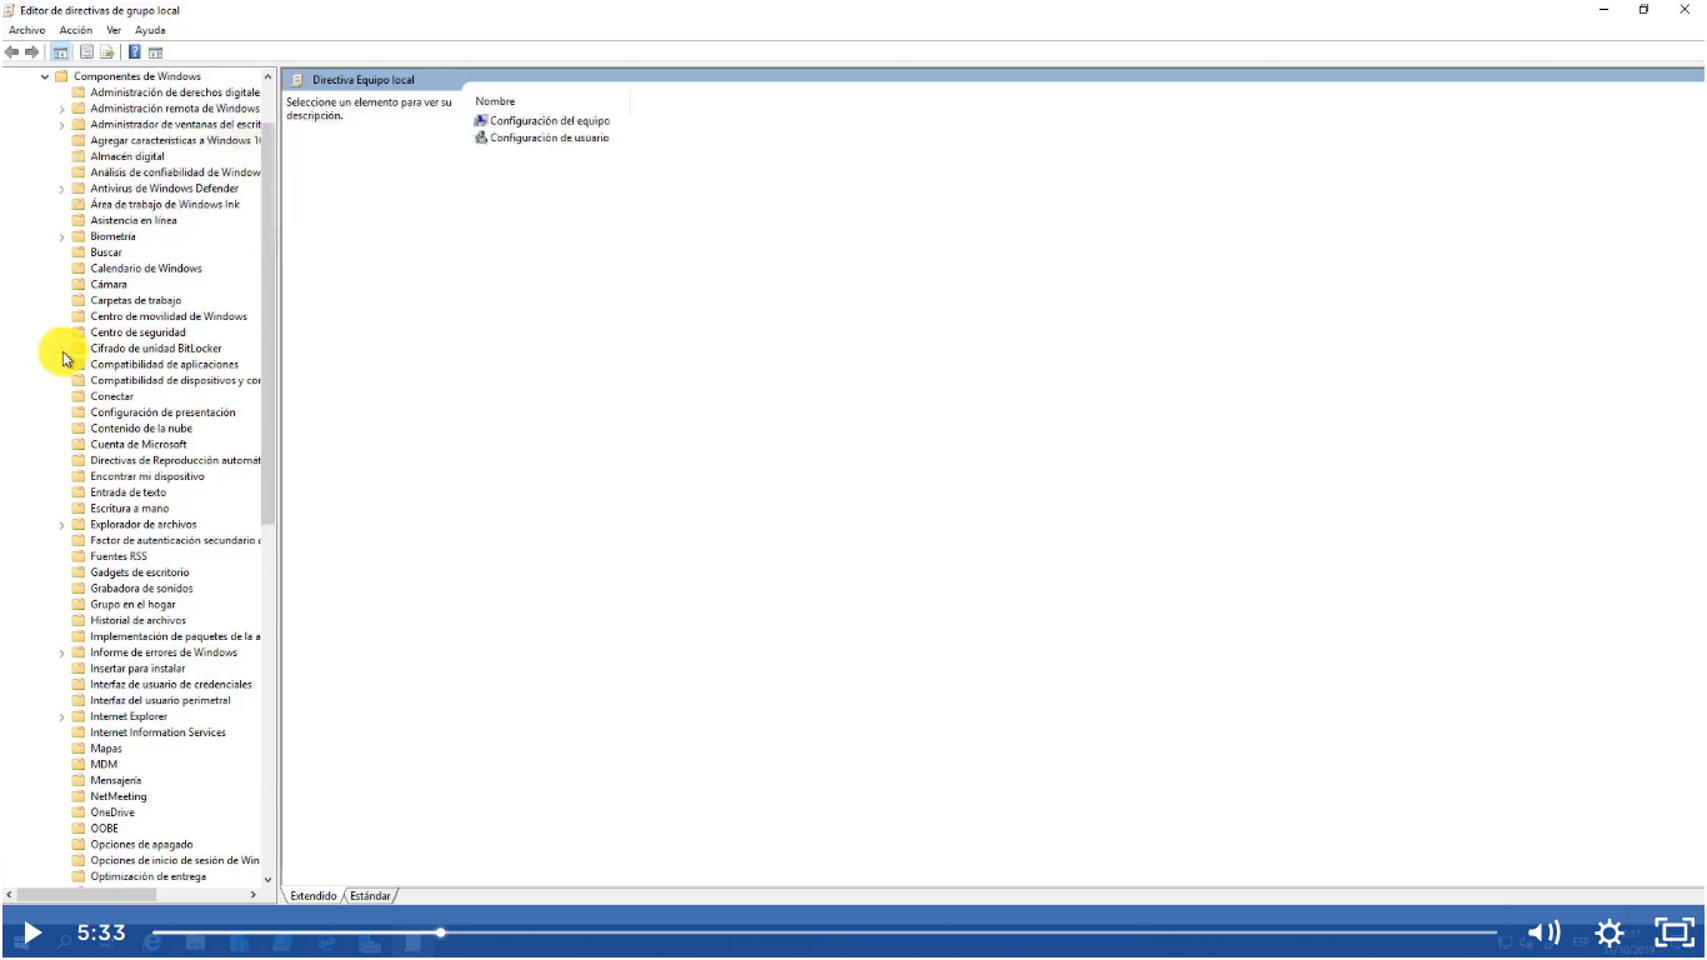 Editor de directivas de grupo local
Archivo Acción Ver Ayuda
Componentes de Windows
Administración de derechos digitale
Administración remota de Windows
Administrador de ventanas del escrit
Agregar características a Windows 10
Almacén digital
Análisis de confiabilidad de Window
Antivirus de Windows Defender
Área de trabajo de Windows Ink
Asistencia en línea
Biometría
Buscar
Calendario de Windows
Cámara
Carpetas de trabajo
Centro de movilidad de Windows
Centro de seguridad
Cifrado de unidad BitLocker
Compatibilidad de aplicaciones
Compatibilidad de dispositivos y con
Conectar
Configuración de presentación
Contenido de la nube
Cuenta de Microsoft
Directivas de Reproducción automát
Encontrar mi dispositivo
Entrada de texto
Escritura a mano
Explorador de archivos
Factor de autenticación secundario
Fuentes RSS
Gadgets de escritorio
Grabadora de sonidos
Grupo en el hogar
Historial de archivos
Implementación de paquetes de la a
Informe de errores de Windows
Insertar para instalar
Interfaz de usuario de credenciales
Interfaz del usuario perimetral
Internet Explorer
Internet Information Services
Mapas
MDM
Mensajería
NetMeeting
OneDrive
OOBE
Opciones de apagado
Opciones de inicio de sesión de Win
Optimización de entrega
Directiva Equipo local
Seleccione un elemento para ver su
descripción.
Nombre
Configuración del equipo
Configuración de usuario
Extendido Estándar
5:33
ESP
31/10/2019